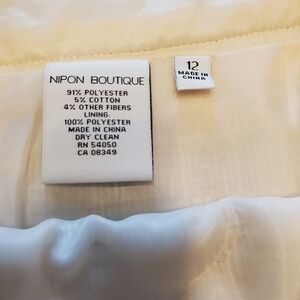 NIPON BOUTIQUE
91% POLYESTER
5% COTTON
4% OTHER FIBERS
LINING:
100% POLYESTER
MADE IN CHINA
DRY CLEAN
RN 54050
CA 08349
12
MADE IN
CHINA